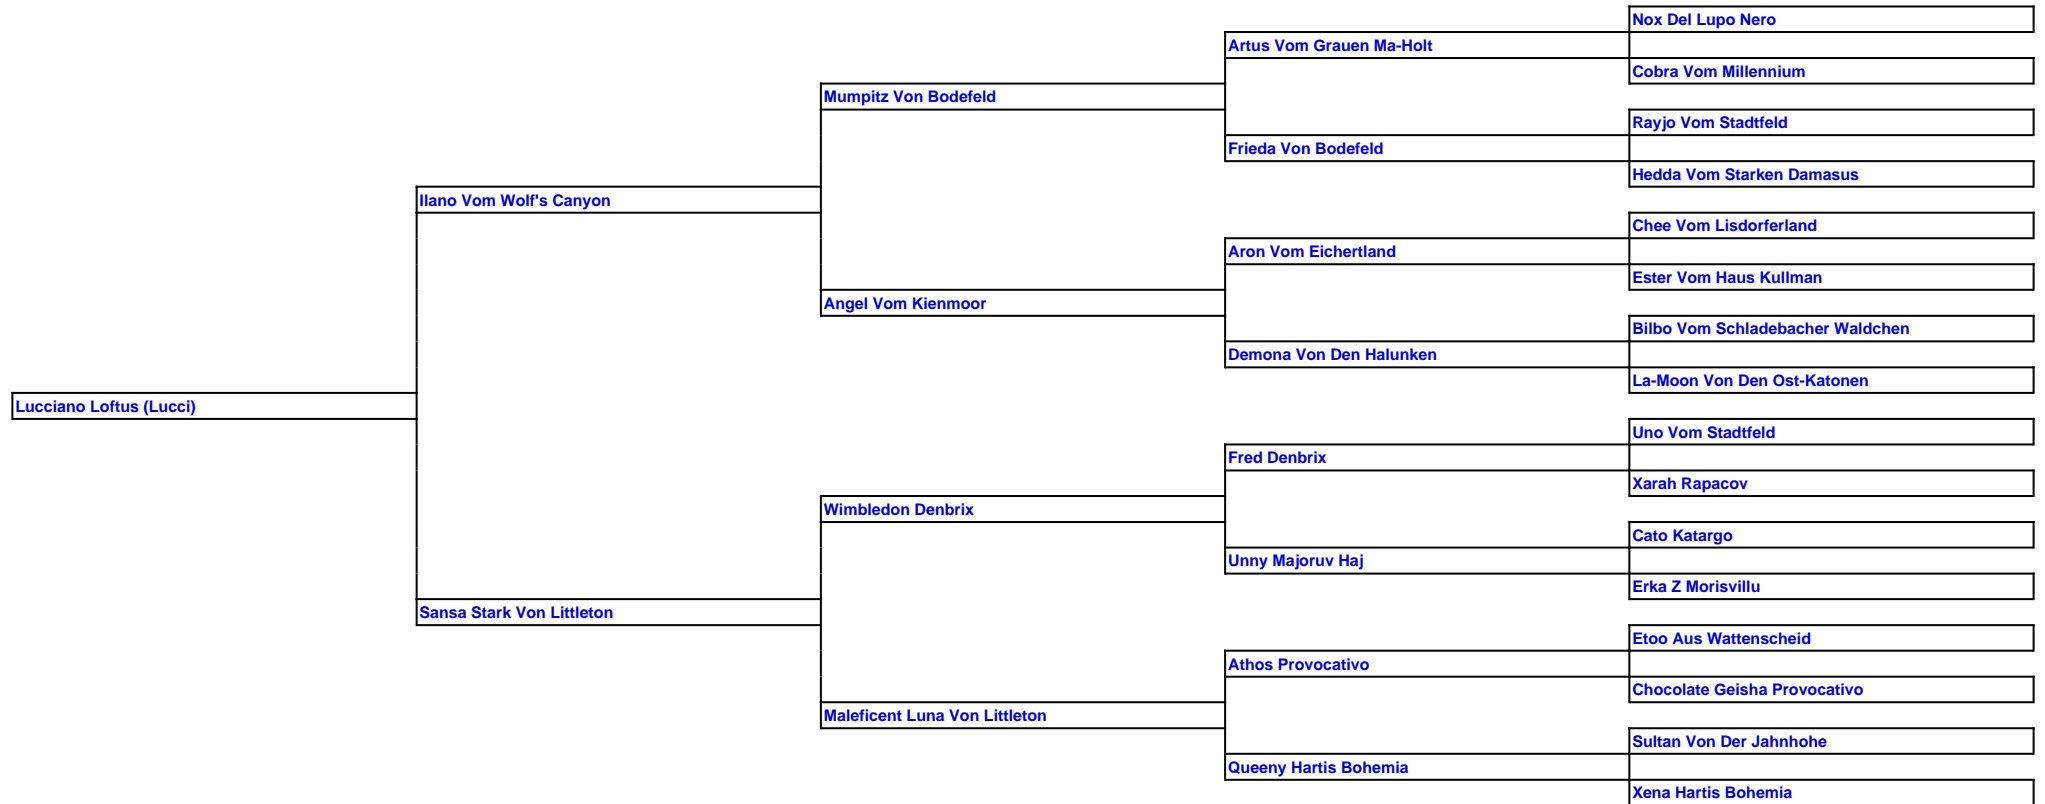 Nox Del Lupo Nero
Artus Vom Grauen Ma-Holt
Cobra Vom Millennium
Mumpitz Von Bodefeld
Rayjo Vom Stadtfeld
Frieda Von Bodefeld
Hedda Vom Starken Damasus
Ilano Vom Wolf's Canyon
Chee Vom Lisdorferland
Aron Vom Eichertland
Ester Vom Haus Kullman
Angel Vom Kienmoor
Bilbo Vom Schladebacher Waldchen
Demona Von Den Halunken
La-Moon Von Den Ost-Katonen
Lucciano Loftus (Lucci)
Uno Vom Stadtfeld
Fred Denbrix
Xarah Rapacov
Wimbledon Denbrix
Cato Katargo
Unny Majoruv Haj
Erka Z Morisvillu
Sansa Stark Von Littleton
Etoo Aus Wattenscheid
Athos Provocativo
Chocolate Geisha Provocativo
Maleficent Luna Von Littleton
Sultan Von Der Jahnhohe
Queeny Hartis Bohemia
Xena Hartis Bohemia